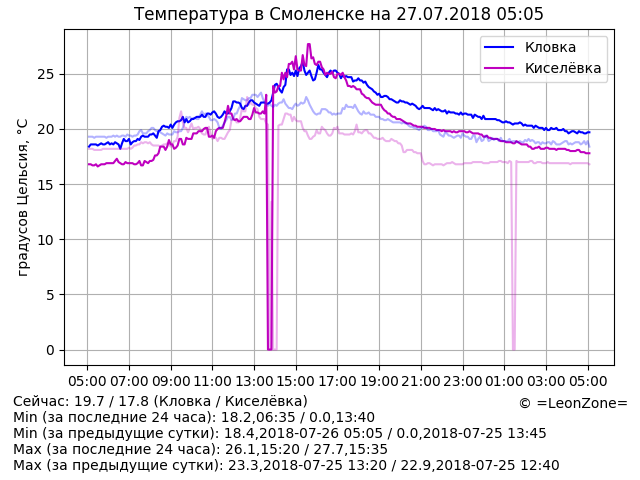 Температура в Смоленске на 27.07.2018 05:05
Кловка
Киселёвка
градусов Цельсия, °C
25
20
15
10
5
0
05:00 07:00 09:00 11:00 13:00 15:00 17:00 19:00 21:00 23:00 01:00 03:00 05:00
Сейчас: 19.7 / 17.8 (Кловка / Киселёвка)
© =LeonZone=
Min (за последние 24 часа): 18.2,06:35 / 0.0,13:40
Min (за предыдущие сутки): 18.4,2018-07-26 05:05 / 0.0,2018-07-25 13:45
Max (за последние 24 часа): 26.1,15:20 / 27.7,15:35
Max (за предыдущие сутки): 23.3,2018-07-25 13:20 / 22.9,2018-07-25 12:40